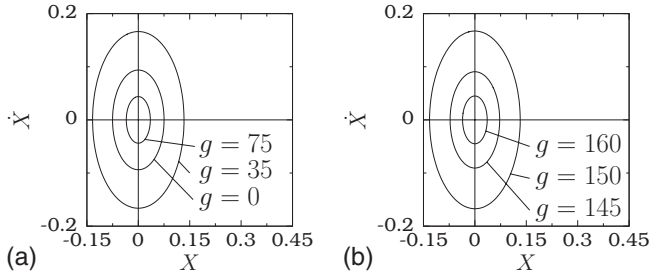 0.2
0
-0.2
Ẋ
g = 75
g = 35
g = 0
-0.15 0 0.15 0.3 0.45
X
(a)
0.2
0
-0.2
Ẋ
g = 160
g = 150
g = 145
-0.15 0 0.15 0.3 0.45
X
(b)